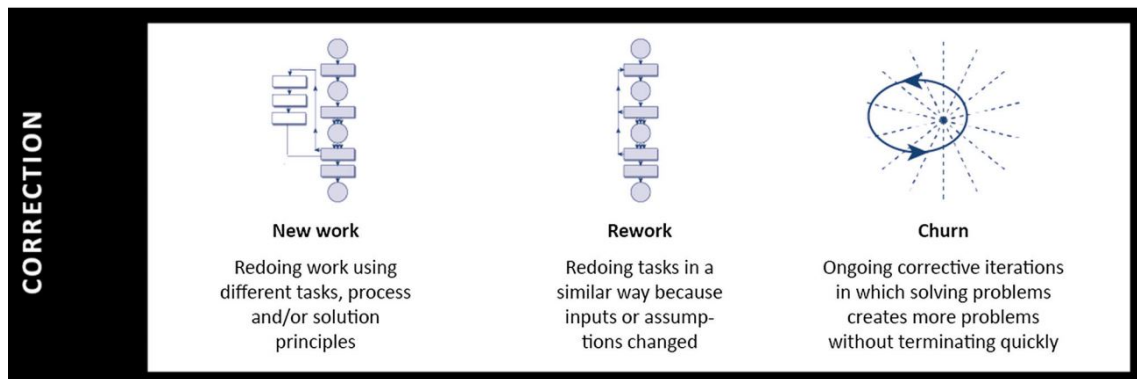 CORRECTION
New work
Redoing work using
different tasks, process
and/or solution
principles
Rework
Redoing tasks in a
similar way because
inputs or assump-
tions changed
Churn
Ongoing corrective iterations
in which solving problems
creates more problems
without terminating quickly